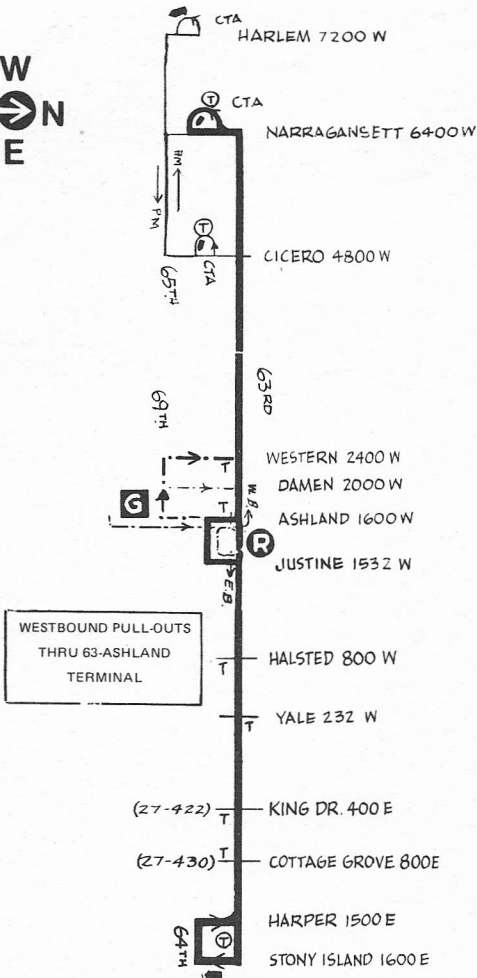 CTA
HARLEM 7200 W
W
N
E
T
CTA
NARRAGANSETT 6400 W
AM
PM
T
CTA
CICERO 4800 W
65TH
63RD
69TH
WESTERN 2400 W
T
DAMEN 2000 W
W.B.
G
T
ASHLAND 1600 W
R
JUSTINE 1532 W
E.B.
WESTBOUND PULL-OUTS
THRU 63-ASHLAND
TERMINAL
HALSTED 800 W
T
YALE 232 W
T
(27-422)
KING DR. 400 E
T
(27-430)
T
COTTAGE GROVE 800E
HARPER 1500 E
T
64TH
STONY ISLAND 1600 E